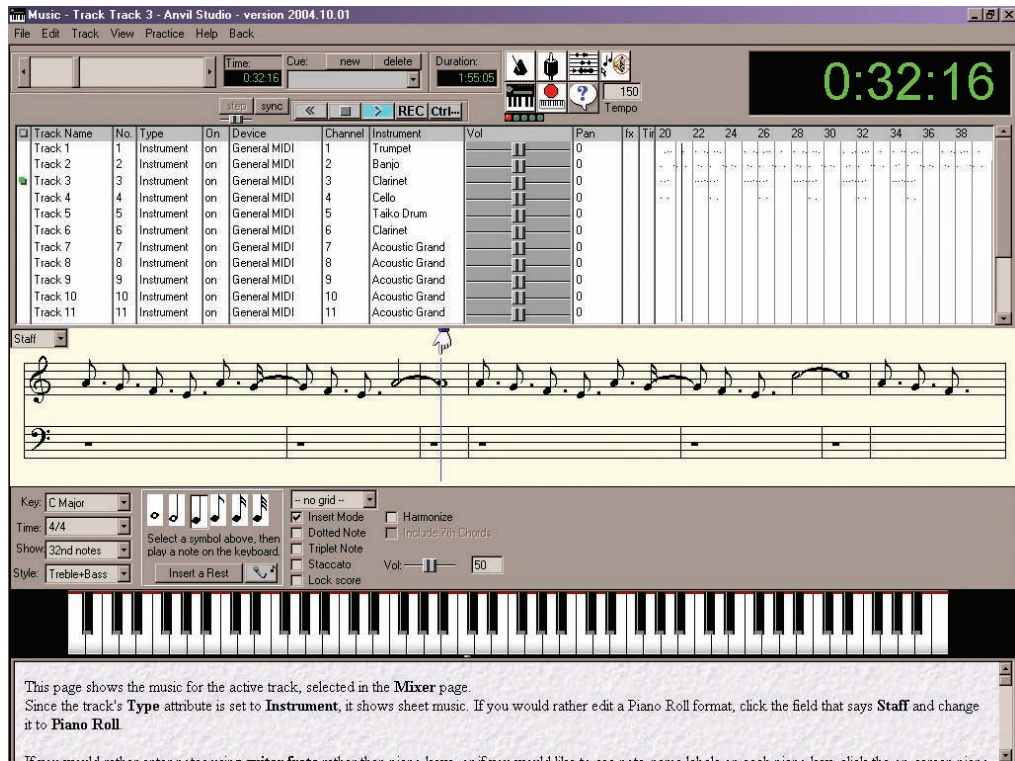 Music - Track Track 3 - Anvil Studio - version 2004.10.01
File Edit Track View Practice Help Back
Time: Cue: new delete Duration:
0:32:16 1:55:05
0:32:16
150
Tempo
step sync REC Ctrl...
Track Name No. Type On Device Channel Instrument Vol Pan fx Tir 20 22 24 26 28 30 32 34 36 38
Track 1 1 Instrument on General MIDI 1 Trumpet 0
Track 2 2 Instrument on General MIDI 2 Banjo 0
Track 3 3 Instrument on General MIDI 3 Clarinet 0
Track 4 4 Instrument on General MIDI 4 Cello 0
Track 5 5 Instrument on General MIDI 5 Taiko Drum 0
Track 6 6 Instrument on General MIDI 6 Clarinet 0
Track 7 7 Instrument on General MIDI 7 Acoustic Grand 0
Track 8 8 Instrument on General MIDI 8 Acoustic Grand 0
Track 9 9 Instrument on General MIDI 9 Acoustic Grand 0
Track 10 10 Instrument on General MIDI 10 Acoustic Grand 0
Track 11 11 Instrument on General MIDI 11 Acoustic Grand 0
Staff
Key: C Major
Time: 4/4
Show: 32nd notes
Style: Treble+Bass
Select a symbol above, then
play a note on the keyboard.
Insert a Rest
-- no grid --
Insert Mode Harmonize
Dotted Note Include 7th Chords
Triplet Note
Staccato Vol: 50
Lock score
This page shows the music for the active track, selected in the Mixer page.
Since the track's Type attribute is set to Instrument, it shows sheet music. If you would rather edit a Piano Roll format, click the field that says Staff and change
it to Piano Roll.